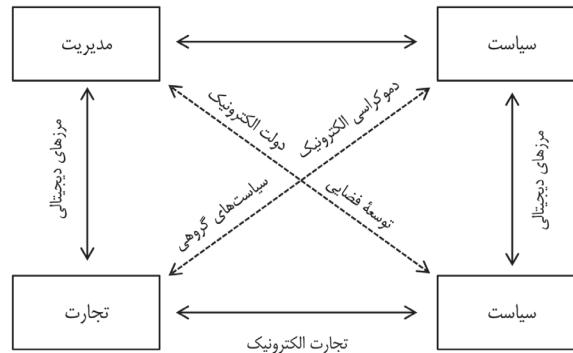 سیاست
مدیریت
دموکراسی الکترونیک
دولت الکترونیک
مرزهای دیجیتالی
مرزهای دیجیتالی
توسعهٔ فضایی
سیاست‌های گروهی
سیاست
تجارت
تجارت الکترونیک